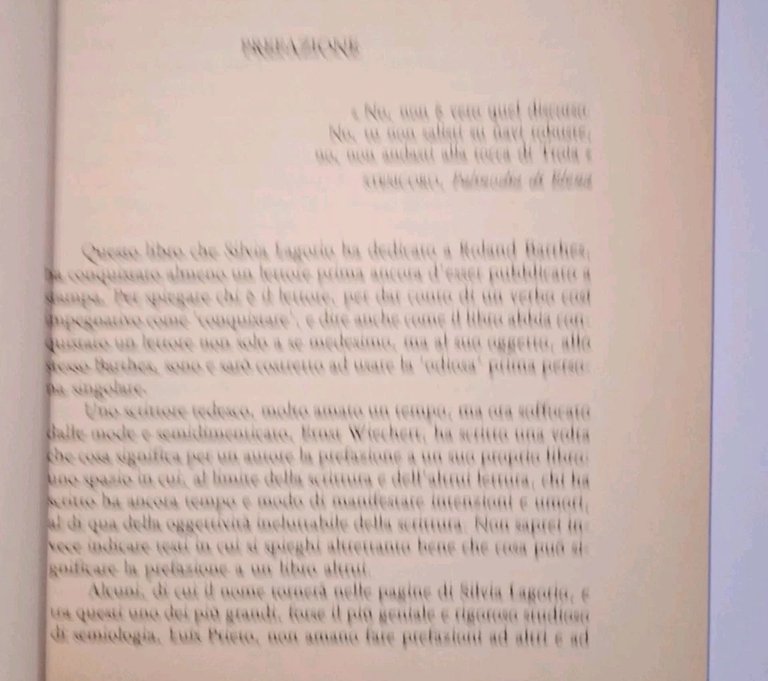 PREFAZIONE
« No, non è vero quel discorso.
No, tu non salisti su navi robuste,
no, non andasti alla rocca di Troia »
STESICORO, Palinodia di Elena
Questo libro che Silvia Lagorio ha dedicato a Roland Barthes,
ha conquistato almeno un lettore prima ancora d'esser pubblicato a
stampa. Per spiegare chi è il lettore, per dar conto di un verbo così
impegnativo come 'conquistare', e dire anche come il libro abbia con-
quistato un lettore non solo a se medesimo, ma al suo oggetto, allo
stesso Barthes, sono e sarò costretto ad usare la 'odiosa' prima perso-
na singolare.
Uno scrittore tedesco, molto amato un tempo, ma ora soffocato
dalle mode e semidimenticato, Ernst Wiechert, ha scritto una volta
che cosa significa per un autore la prefazione a un suo proprio libro:
uno spazio in cui, al limite della scrittura e dell'altrui lettura, chi ha
scritto ha ancora tempo e modo di manifestare intenzioni e umori,
al di qua della oggettività ineluttabile della scrittura. Non saprei in-
vece indicare testi in cui si spieghi altrettanto bene che cosa può si-
gnificare la prefazione a un libro altrui.
Alcuni, di cui il nome tornerà nelle pagine di Silvia Lagorio, e
tra questi uno dei più grandi, forse il più geniale e rigoroso studioso
di semiologia, Luis Prieto, non amano fare prefazioni ad altri e ad